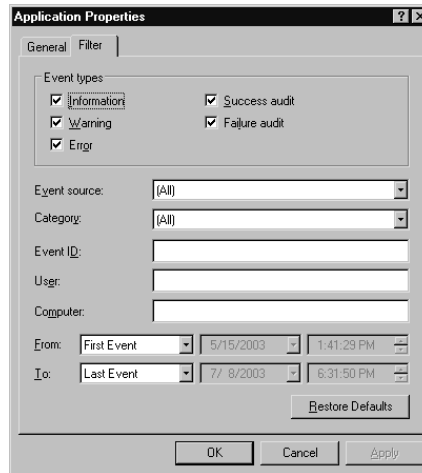 Application Properties
General Filter
Event types
Information Success audit
Warning Failure audit
Error
Event source: (All)
Category: (All)
Event ID:
User:
Computer:
From: First Event 5/15/2003 1:41:29 PM
To: Last Event 7/ 8/2003 6:31:50 PM
Restore Defaults
OK Cancel Apply